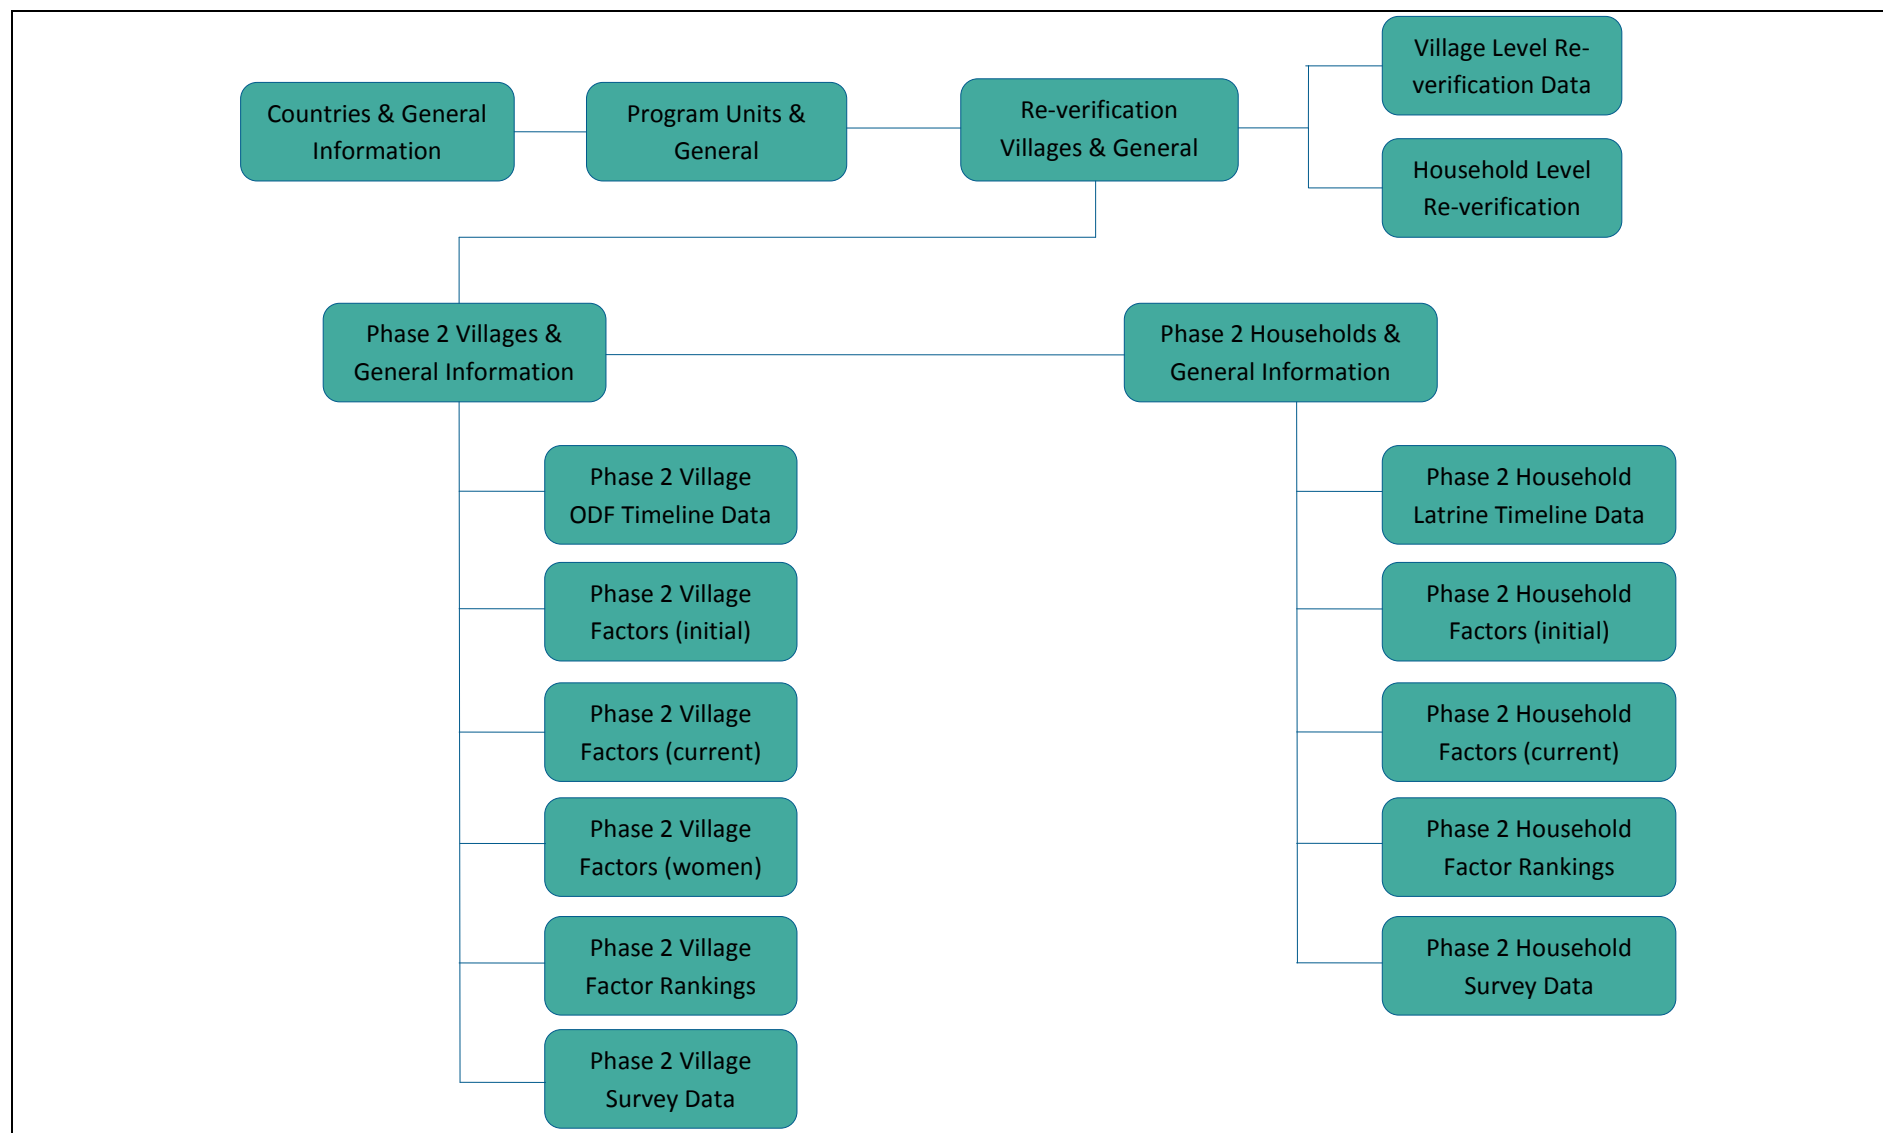 Countries & General
Information
Program Units &
General
Re-verification
Villages & General
Village Level Re-
verification Data
Household Level
Re-verification
Phase 2 Villages &
General Information
Phase 2 Households &
General Information
Phase 2 Village
ODF Timeline Data
Phase 2 Village
Factors (initial)
Phase 2 Village
Factors (current)
Phase 2 Village
Factors (women)
Phase 2 Village
Factor Rankings
Phase 2 Village
Survey Data
Phase 2 Household
Latrine Timeline Data
Phase 2 Household
Factors (initial)
Phase 2 Household
Factors (current)
Phase 2 Household
Factor Rankings
Phase 2 Household
Survey Data